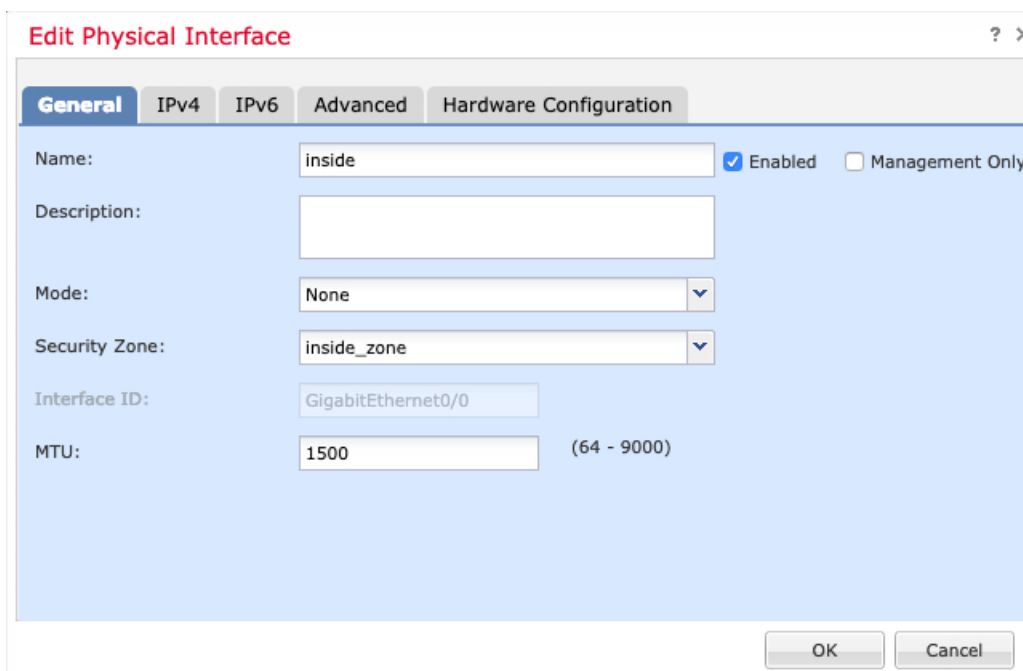 Edit Physical Interface ?
General IPv4 IPv6 Advanced Hardware Configuration
Name: inside Enabled Management Only
Description:
Mode: None
Security Zone: inside_zone
Interface ID: GigabitEthernet0/0
MTU: 1500 (64 - 9000)
OK Cancel